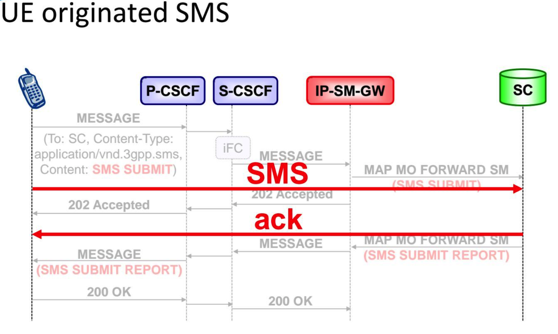 UE originated SMS
P-CSCF
S-CSCF
IP-SM-GW
SC
MESSAGE
(To: SC, Content-Type:
application/vnd.3gpp.sms,
Content: SMS SUBMIT)
iFC
MESSAGE
MAP MO FORWARD SM
(SMS SUBMIT)
SMS
202 Accepted
202 Accepted
ack
MAP MO FORWARD SM
(SMS SUBMIT REPORT)
MESSAGE
MESSAGE
(SMS SUBMIT REPORT)
200 OK
200 OK